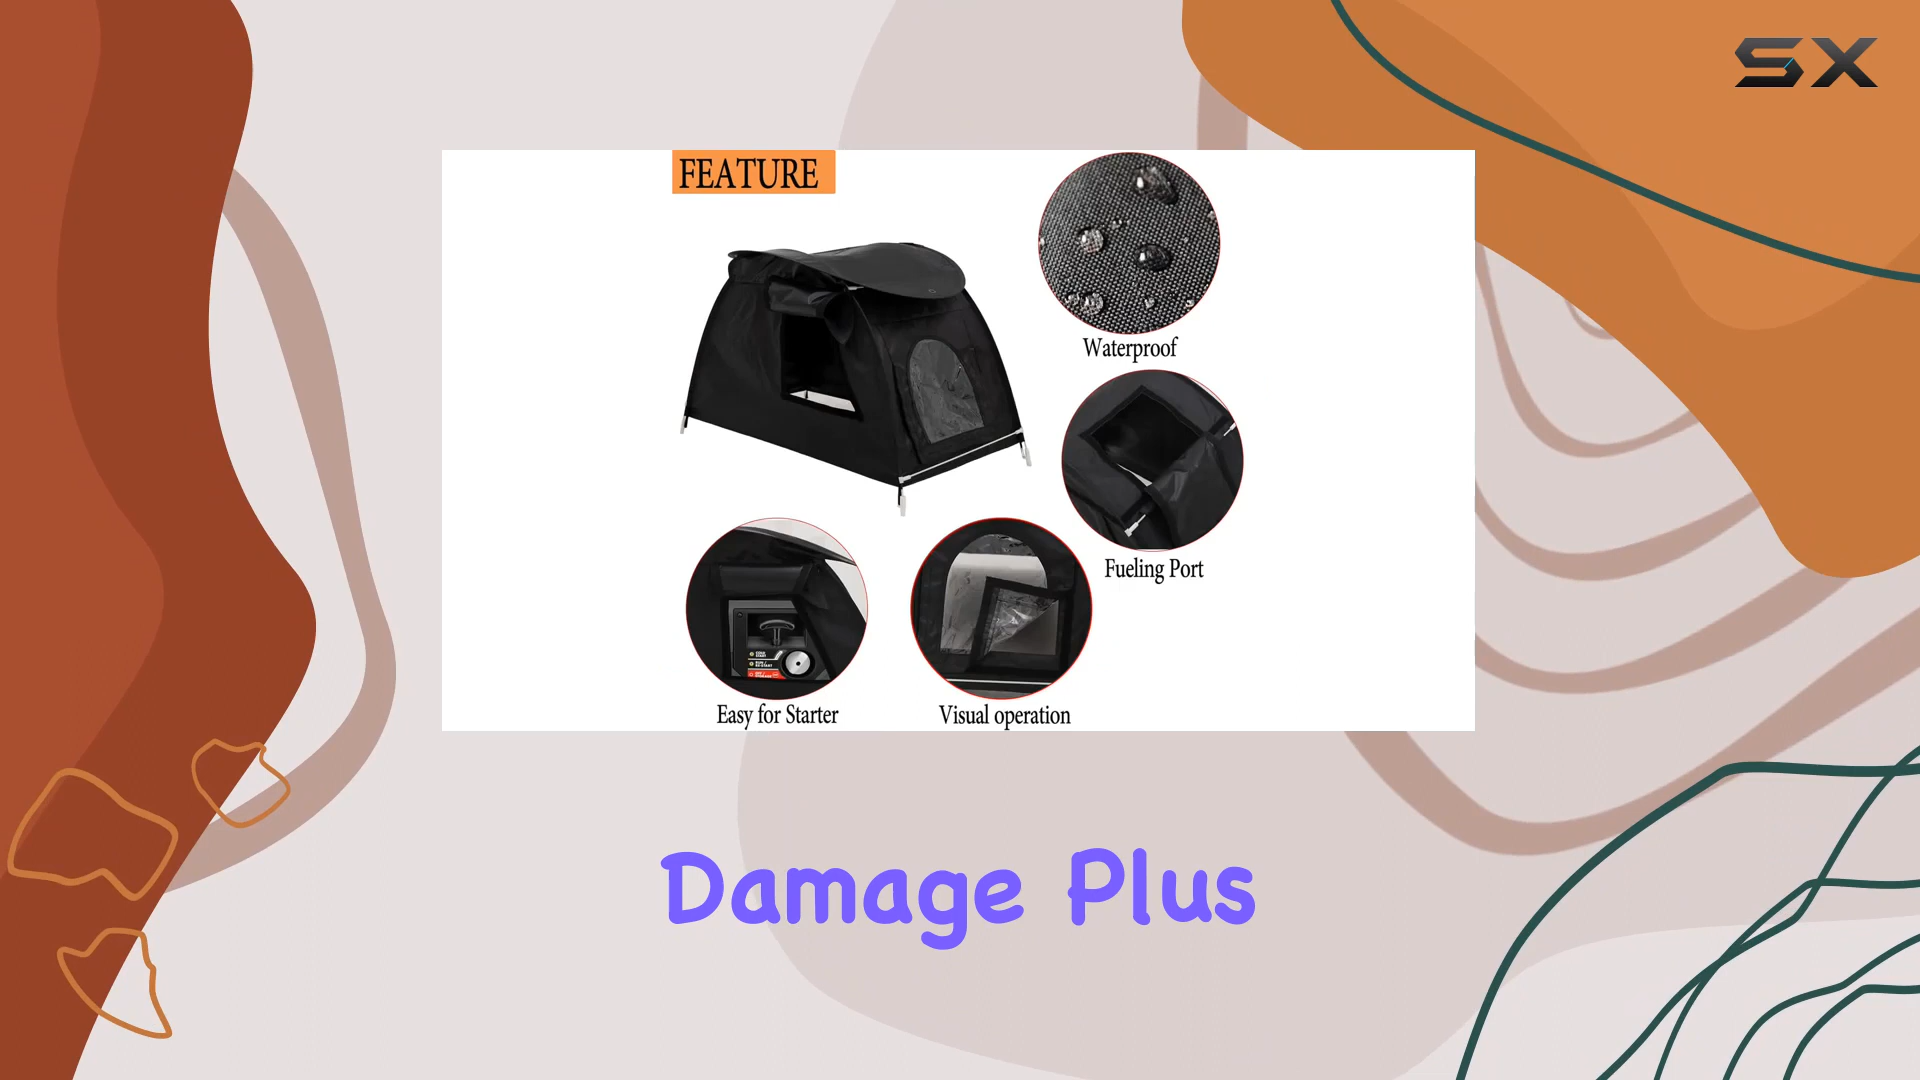 SX
FEATURE
Waterproof
Fueling Port
Easy for Starter
Visual operation
Damage Plus